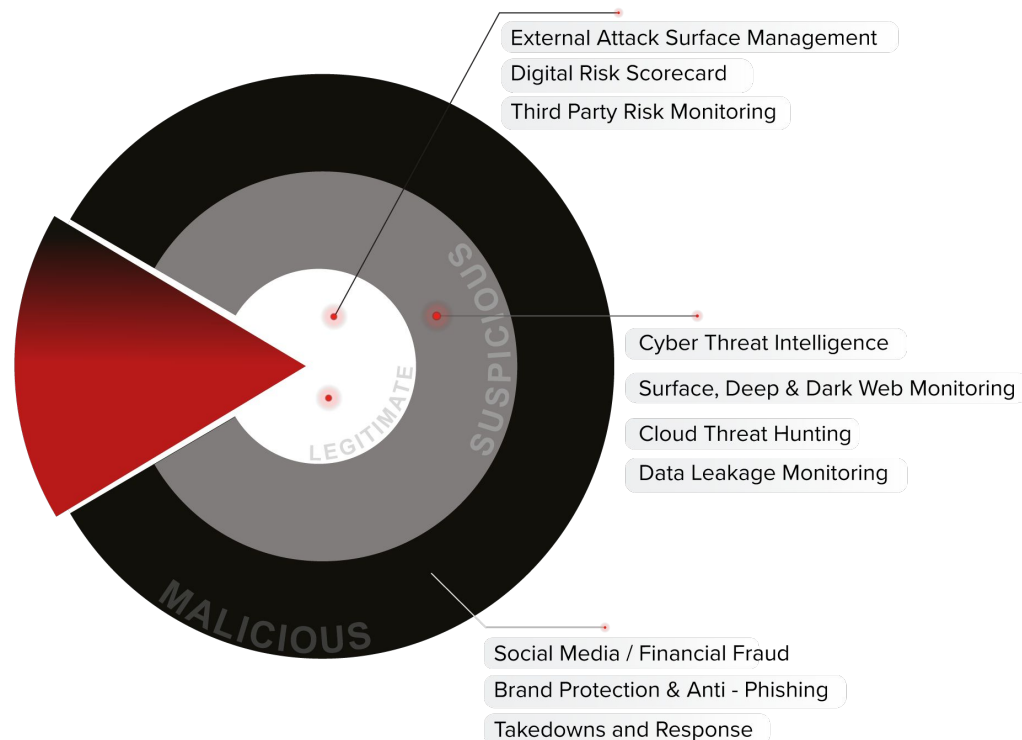 External Attack Surface Management
Digital Risk Scorecard
Third Party Risk Monitoring
SUSPICIOUS
LEGITIMATE
Cyber Threat Intelligence
Surface, Deep & Dark Web Monitoring
Cloud Threat Hunting
Data Leakage Monitoring
MALICIOUS
Social Media / Financial Fraud
Brand Protection & Anti - Phishing
Takedowns and Response